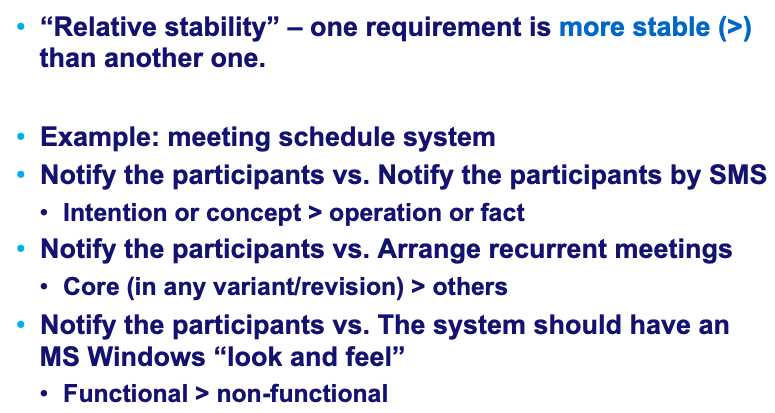 • “Relative stability” – one requirement is more stable (>)
than another one.
• Example: meeting schedule system
• Notify the participants vs. Notify the participants by SMS
• Intention or concept > operation or fact
• Notify the participants vs. Arrange recurrent meetings
• Core (in any variant/revision) > others
• Notify the participants vs. The system should have an
MS Windows “look and feel”
• Functional > non-functional